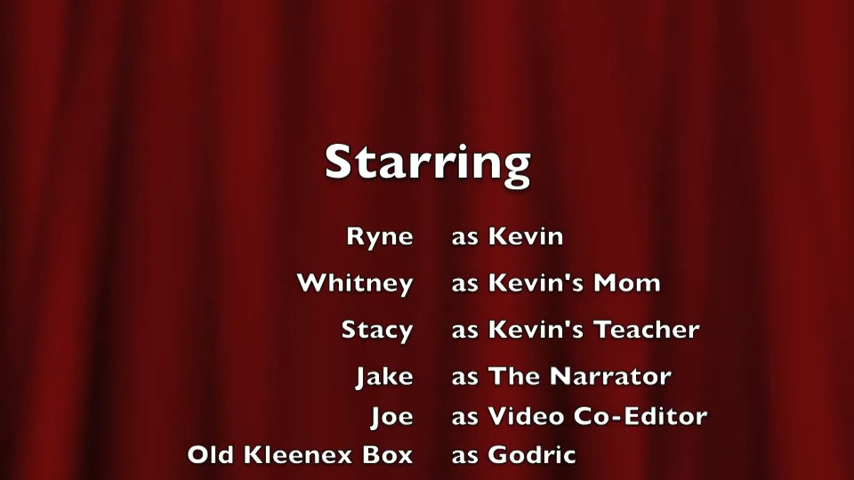 Starring
Ryne as Kevin
Whitney as Kevin's Mom
Stacy as Kevin's Teacher
Jake as The Narrator
Joe as Video Co-Editor
Old Kleenex Box as Godric